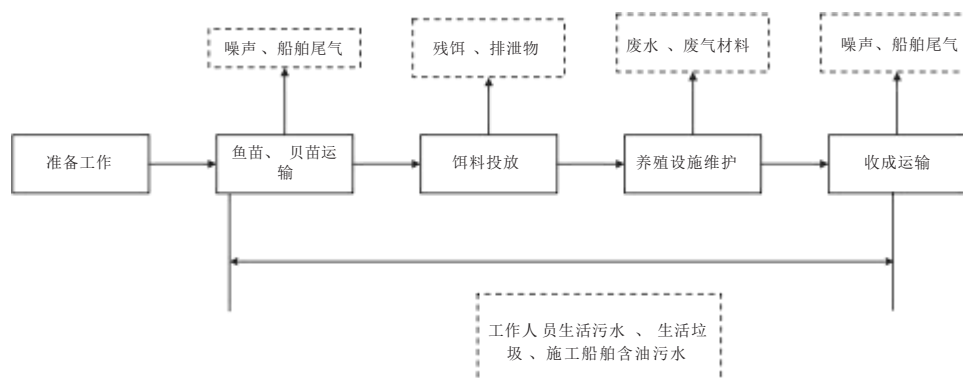 噪声、船舶尾气
残饵 、排泄物
废水 、废气材料
噪声、船舶尾气
准备工作
鱼苗、 贝苗运
输
饵料投放
养殖设施维护
收成运输
工作人 员生活污水 、 生活垃
圾 、施工船舶含油污水